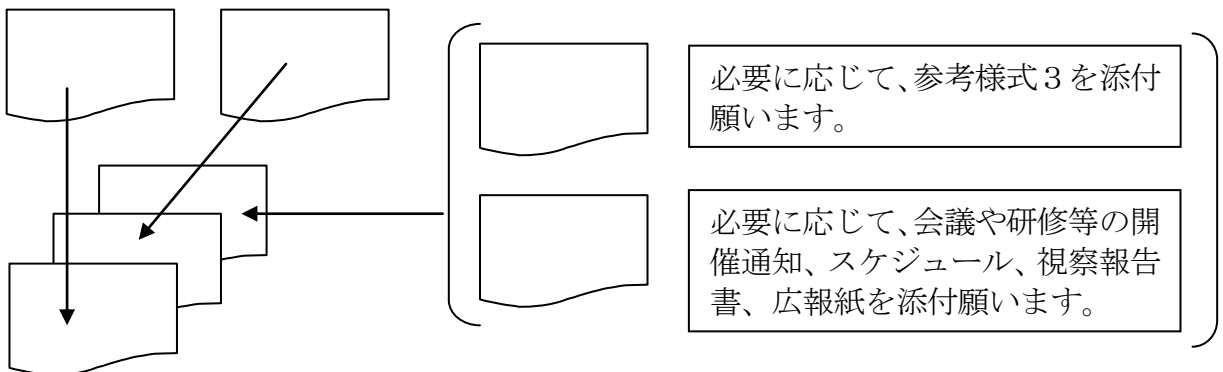 必要に応じて、参考様式３を添付
願います。
必要に応じて、会議や研修等の開
催通知、スケジュール、視察報告
書、広報紙を添付願います。